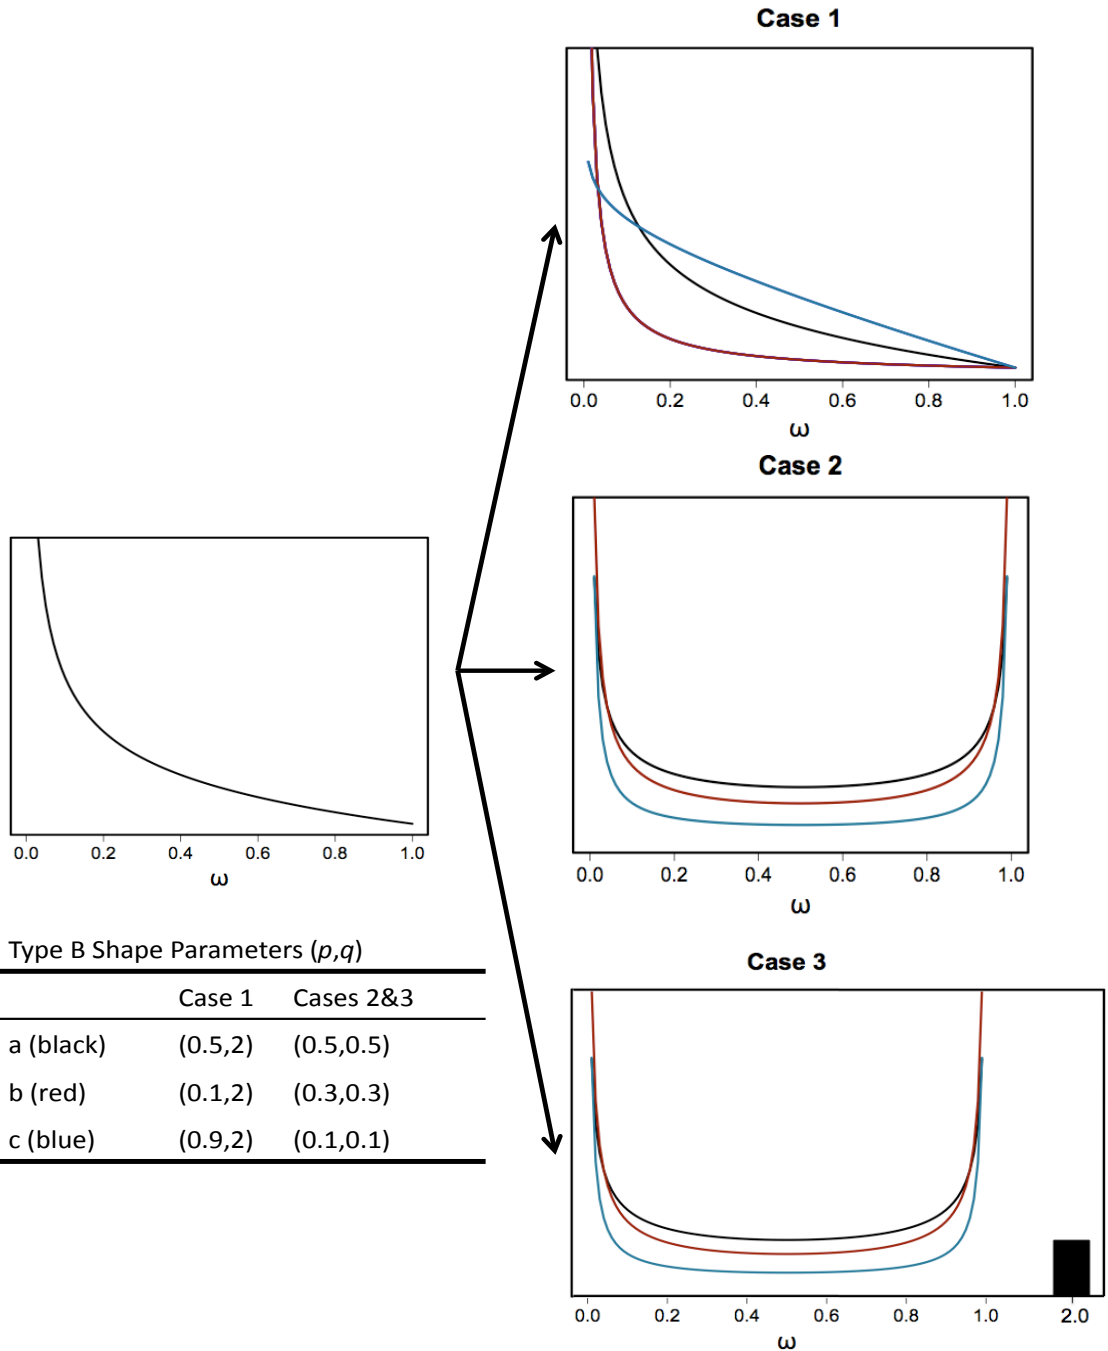 Case 1
0.0 0.2 0.4 0.6 0.8 1.0
ω
Case 2
0.0 0.2 0.4 0.6 0.8 1.0
ω
0.0 0.2 0.4 0.6 0.8 1.0
ω
Type B Shape Parameters (p,q)
Case 1 Cases 2&3
a (black) (0.5,2) (0.5,0.5)
b (red) (0.1,2) (0.3,0.3)
c (blue) (0.9,2) (0.1,0.1)
Case 3
0.0 0.2 0.4 0.6 0.8 1.0 2.0
ω